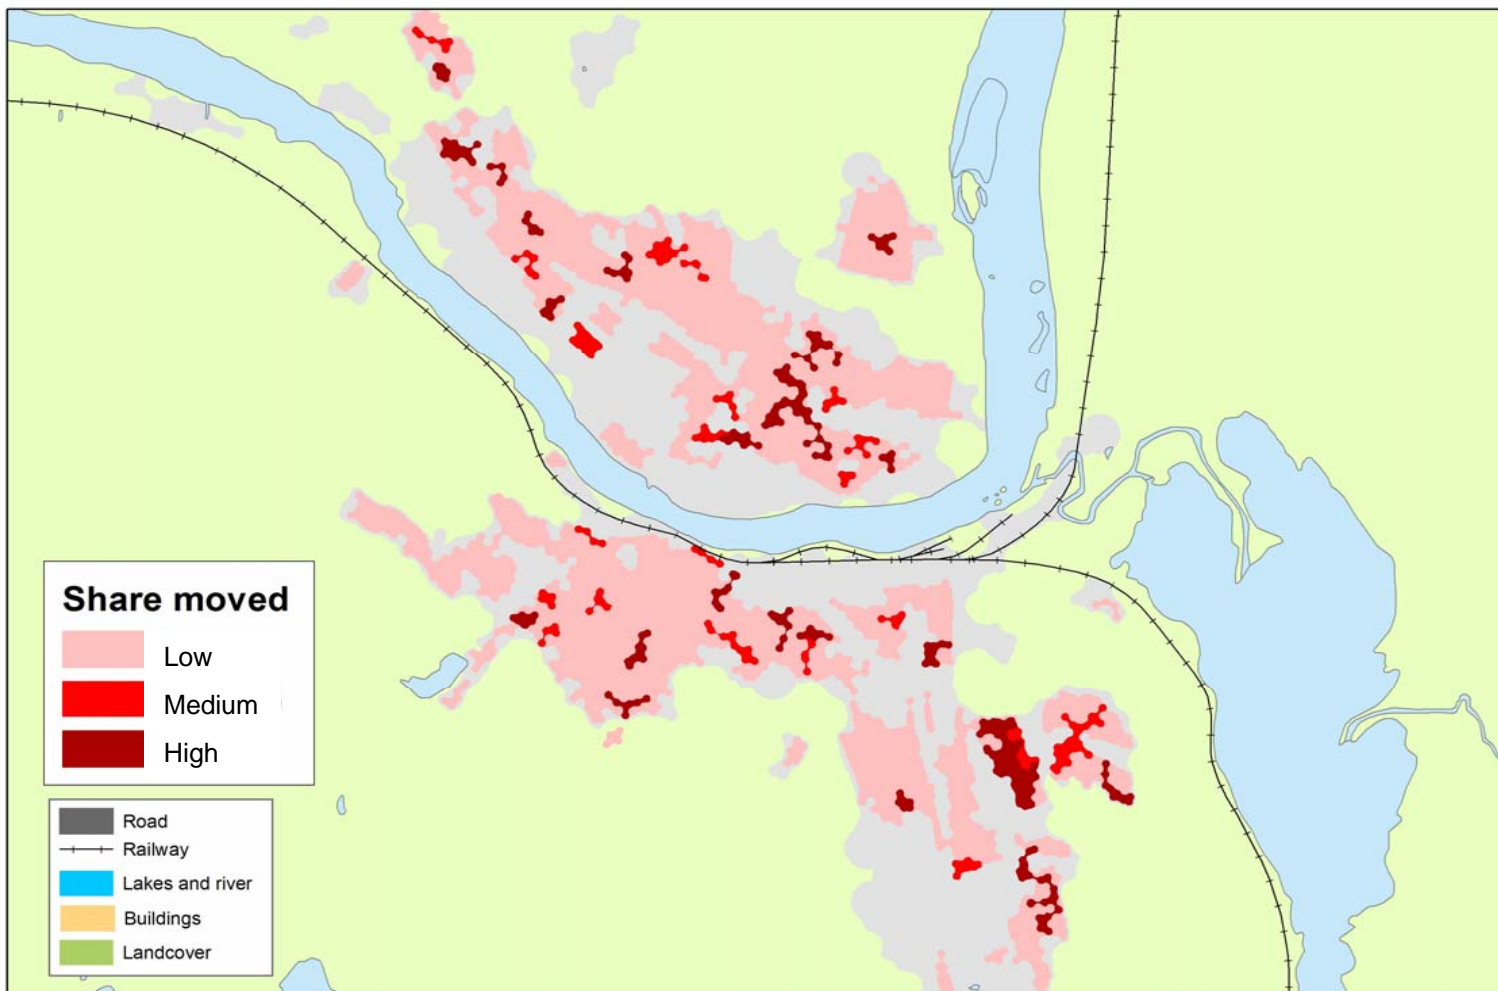 Share moved
Low
Medium
High
Road
Railway
Lakes and river
Buildings
Landcover